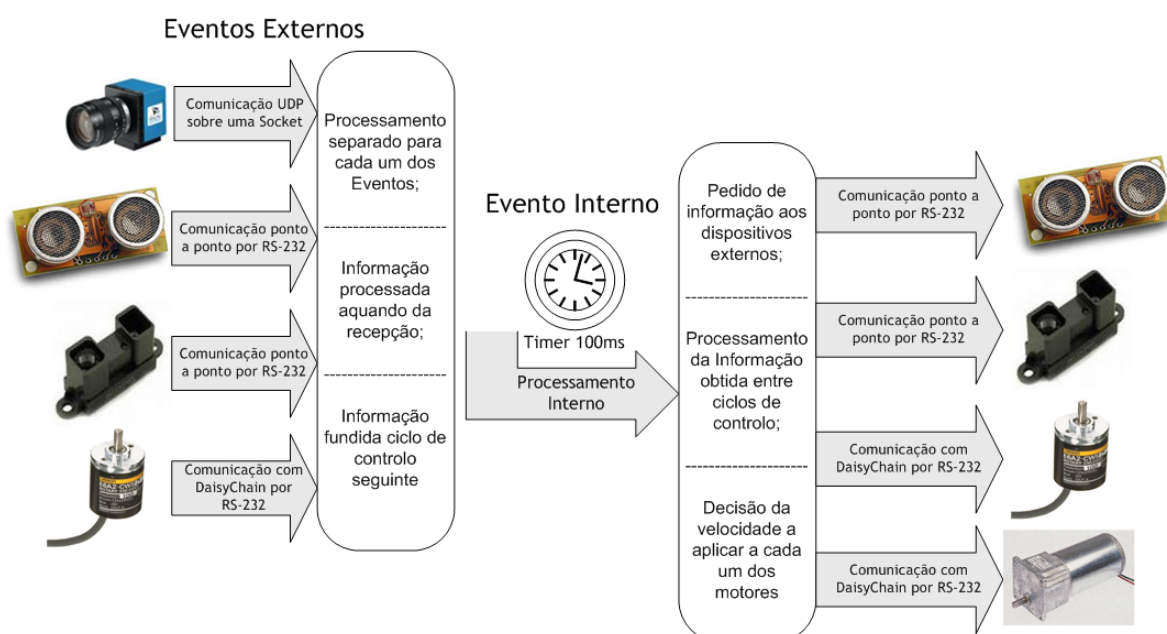 Eventos Externos
Comunicação UDP
sobre uma Socket
Comunicação ponto
a ponto por RS-232
Comunicação ponto
a ponto por RS-232
Comunicação com
DaisyChain por
RS-232
Processamento
separado para
cada um dos
Eventos;
Informação
processada
aquando da
recepção;
Informação
fundida ciclo de
controlo
seguinte
Evento Interno
Timer 100ms
Processamento
Interno
Pedido de
informação aos
dispositivos
externos;
Processamento
da Informação
obtida entre
ciclos de
controlo;
Decisão da
velocidade a
aplicar a cada
um dos
motores
Comunicação ponto a
ponto por RS-232
Comunicação ponto a
ponto por RS-232
Comunicação com
DaisyChain por RS-232
Comunicação com
DaisyChain por RS-232